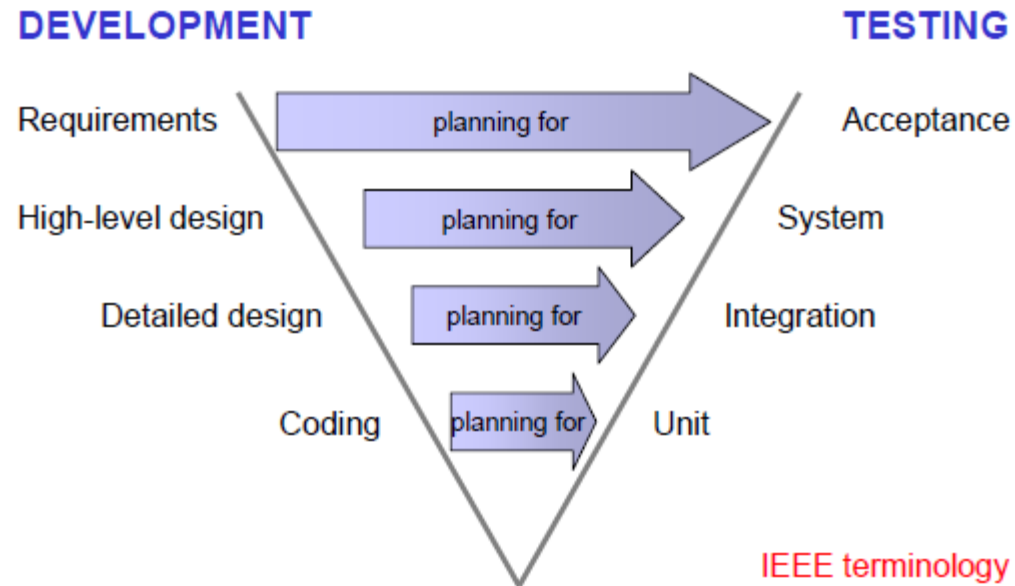 DEVELOPMENT TESTING
Requirements planning for Acceptance
High-level design planning for System
Detailed design planning for Integration
Coding planning for Unit
IEEE terminology